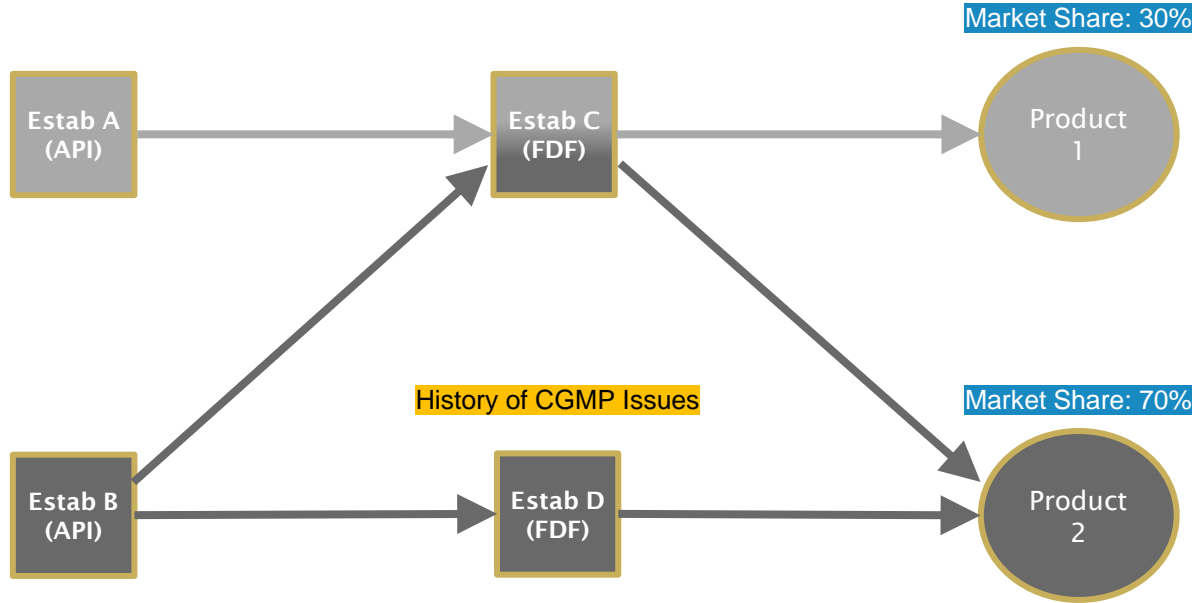 Market Share: 30%
Estab A
(API)
Estab C
(FDF)
Product
1
History of CGMP Issues
Market Share: 70%
Estab B
(API)
Estab D
(FDF)
Product
2